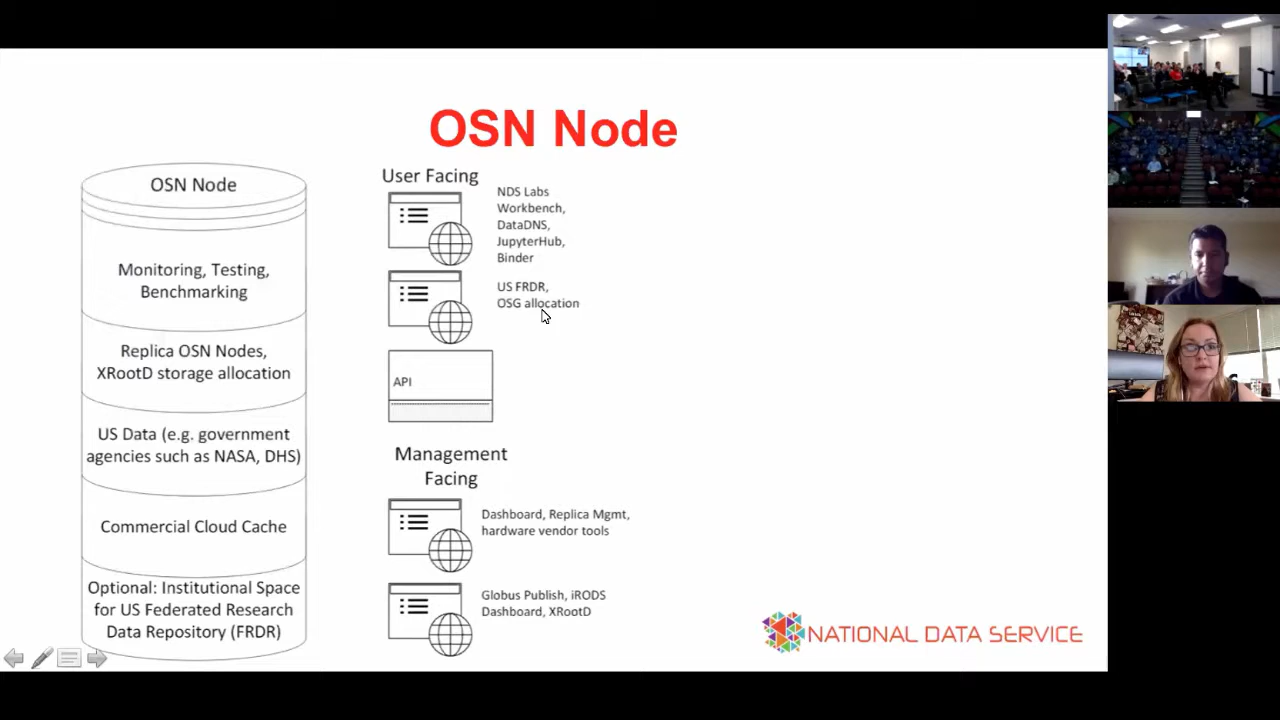 OSN Node
OSN Node
Monitoring, Testing,
Benchmarking
Replica OSN Nodes,
XRootD storage allocation
US Data (e.g. government
agencies such as NASA, DHS)
Commercial Cloud Cache
Optional: Institutional Space
for US Federated Research
Data Repository (FRDR)
User Facing
NDS Labs
Workbench,
DataDNS,
JupyterHub,
Binder
US FRDR,
OSG allocation
API
Management
Facing
Dashboard, Replica Mgmt,
hardware vendor tools
Globus Publish, iRODS
Dashboard, XRootD
NATIONAL DATA SERVICE